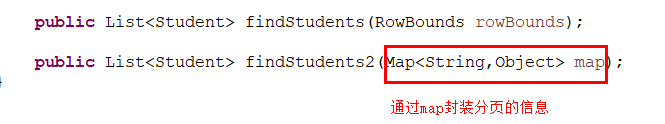 public List<Student> findStudents(RowBounds rowBounds);
public List<Student> findStudents2(Map<String,Object> map);
通过map封装分页的信息